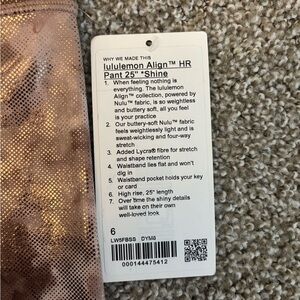 WHY WE MADE THIS
lululemon Align™ HR
Pant 25" *Shine
1. When feeling nothing is
everything. The lululemon
Align™ collection, powered by
Nulu™ fabric, is so weightless
and buttery soft, all you feel
is your practice
2. Our buttery-soft Nulu™ fabric
feels weightlessly light and is
sweat-wicking and four-way
stretch
3. Added Lycra® fibre for stretch
and shape retention
4. Waistband lies flat and won't
dig in
5. Waistband pocket holds your key
or card
6. High rise, 25" length
7. Over time the shiny details
will take on their own
well-loved look
6
LW5FBSS DYM8
000144475412